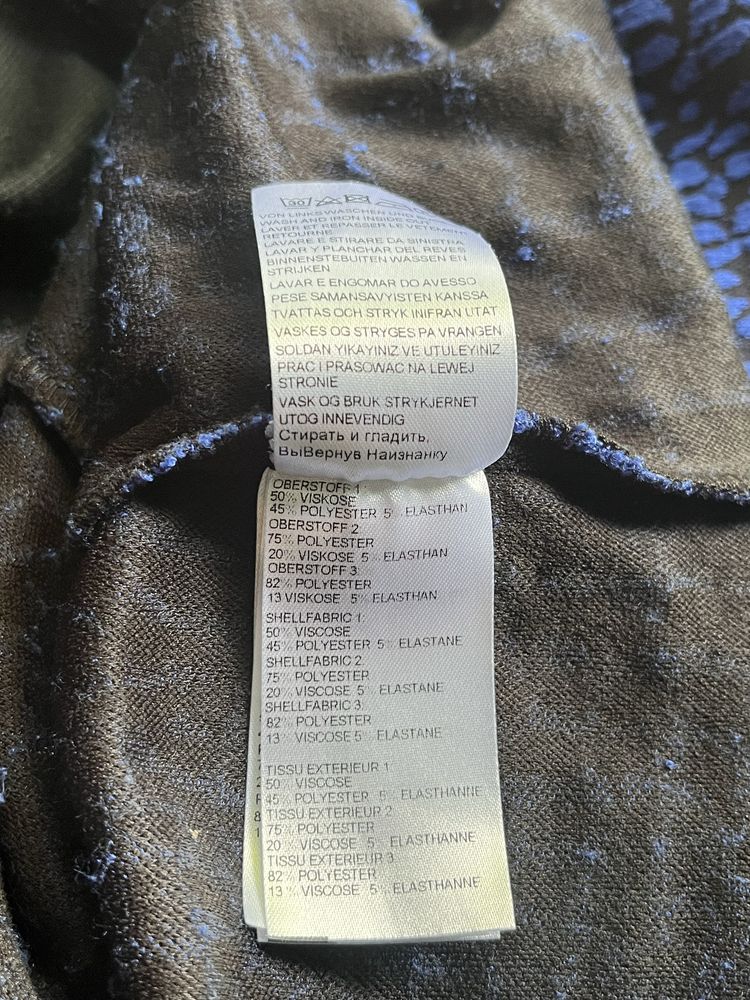 30
VON LINKS WASCHEN UND
WASH AND IRON INSIDE OUT
LAVER ET REPASSER LE VETEMENT
RETOURNE
LAVARE E STIRARE DA SINISTRA
LAVAR Y PLANCHAR DEL REVES
BINNENSTEBUITEN WASSEN EN
STRIJKEN
LAVAR E ENGOMAR DO AVESSO
PESE SAMANSAVYISTEN KANSSA
TVATTAS OCH STRYK INIFRAN UTAT
VASKES OG STRYGES PA VRANGEN
SOLDAN YIKAYINIZ VE UTULEYINIZ
PRAC I PRASOWAC NA LEWEJ
STRONIE
VASK OG BRUK STRYKJERNET
UTOG INNEVENDIG
Стирать и гладить,
ВыВернув Наизнанку
OBERSTOFF 1:
50% VISKOSE
45% POLYESTER 5% ELASTHAN
OBERSTOFF 2:
75% POLYESTER
20% VISKOSE 5% ELASTHAN
OBERSTOFF 3:
82% POLYESTER
13 VISKOSE 5% ELASTHAN
SHELLFABRIC 1:
50% VISCOSE
45% POLYESTER 5% ELASTANE
SHELLFABRIC 2:
75% POLYESTER
20% VISCOSE 5% ELASTANE
SHELLFABRIC 3:
82% POLYESTER
13% VISCOSE 5% ELASTANE
TISSU EXTERIEUR 1:
50% VISCOSE
45% POLYESTER 5% ELASTHANNE
TISSU EXTERIEUR 2:
75% POLYESTER
20% VISCOSE 5% ELASTHANNE
TISSU EXTERIEUR 3:
82% POLYESTER
13% VISCOSE 5% ELASTHANNE